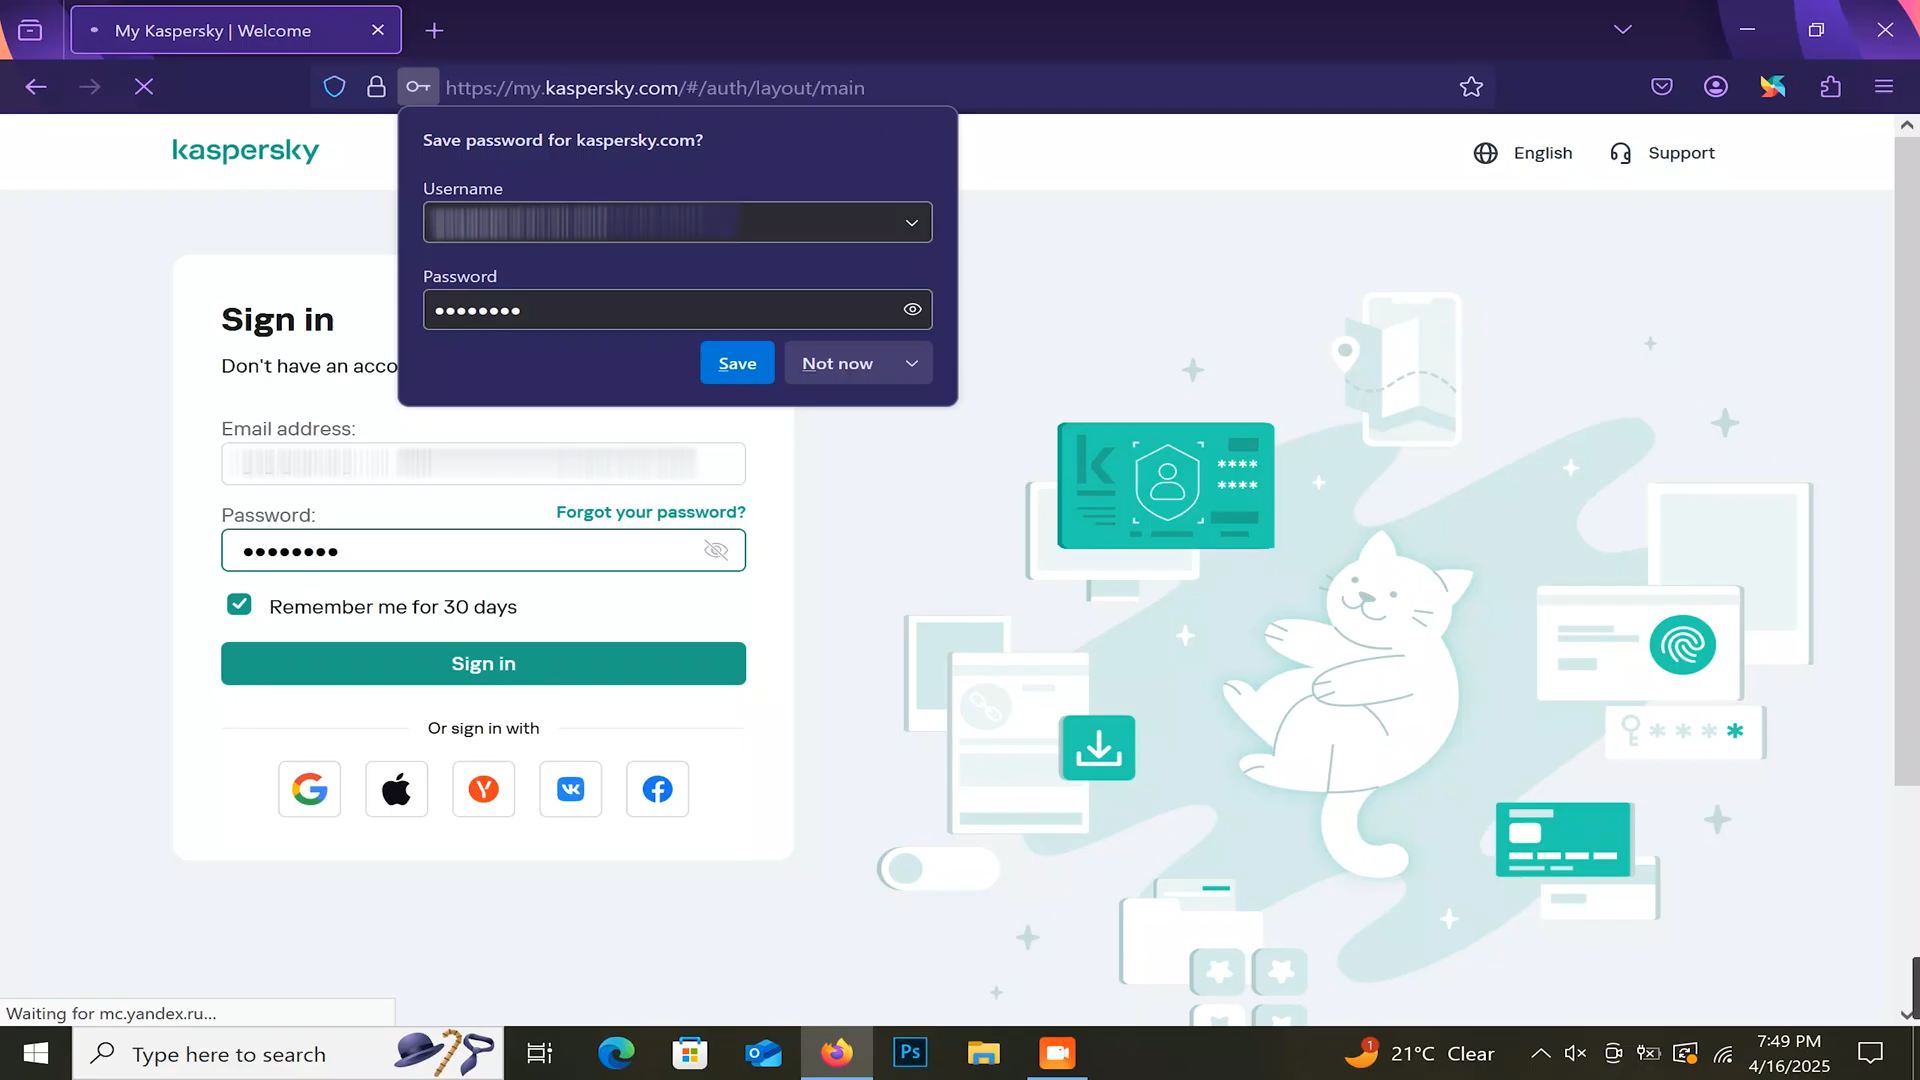 My Kaspersky | Welcome
https://my.kaspersky.com/#/auth/layout/main
kaspersky
English
Support
Save password for kaspersky.com?
Username
Password
••••••••
Save
Not now
Sign in
Don't have an acco
Email address:
Password:
Forgot your password?
••••••••
Remember me for 30 days
Sign in
Or sign in with
k
****
****
* * * *
Waiting for mc.yandex.ru...
Type here to search
Ps
1
21°C Clear
7:49 PM
4/16/2025